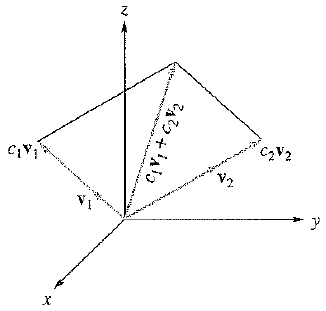 z
c₁v₁
c₁v₁ + c₂v₂
c₂v₂
v₁
v₂
y
x